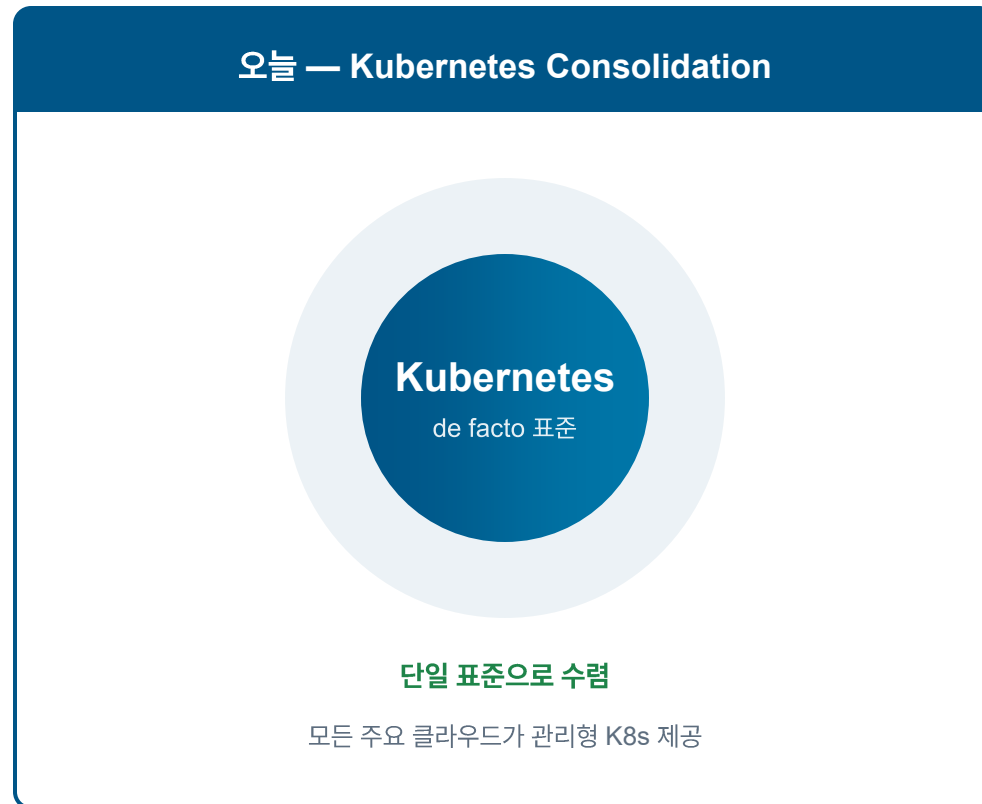 오늘 — Kubernetes Consolidation
Kubernetes
de facto 표준
단일 표준으로 수렴
모든 주요 클라우드가 관리형 K8s 제공